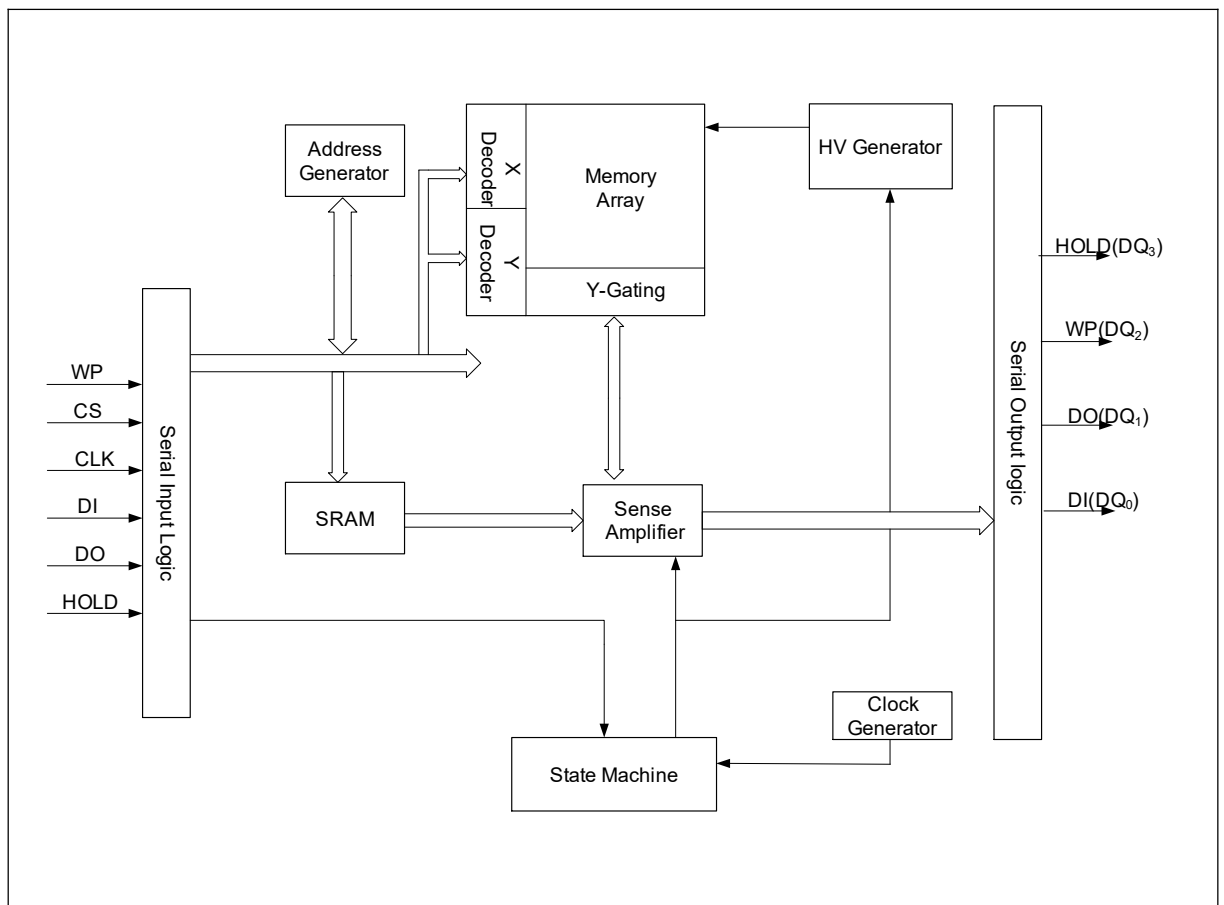 Address
Generator
X
Decoder
Y
Decoder
Memory
Array
Y-Gating
HV Generator
HOLD(DQ3)
WP(DQ2)
DO(DQ1)
DI(DQ0)
WP
CS
CLK
DI
DO
HOLD
Serial Input Logic
SRAM
Sense
Amplifier
Serial Output logic
Clock
Generator
State Machine